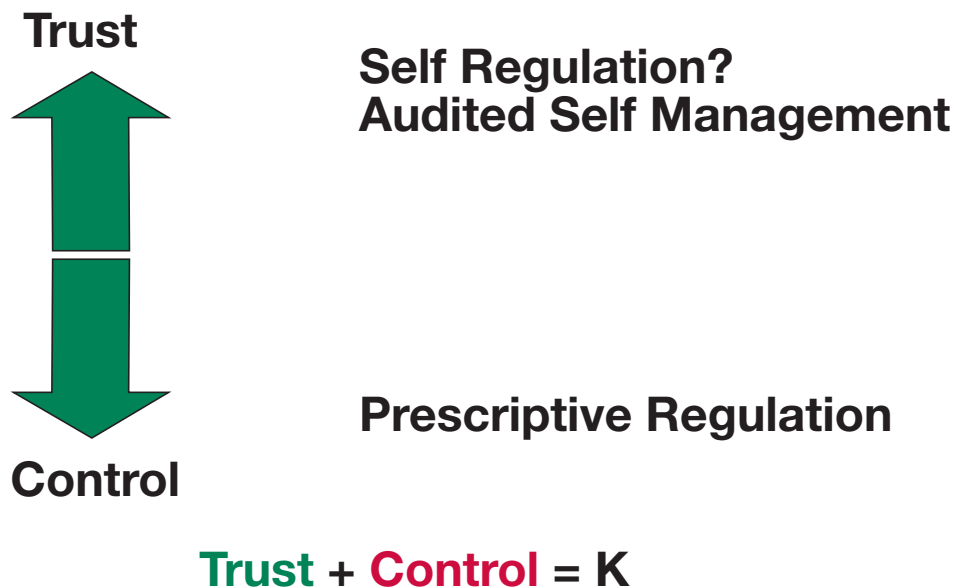 Trust
Self Regulation?
Audited Self Management
Prescriptive Regulation
Control
Trust + Control = K